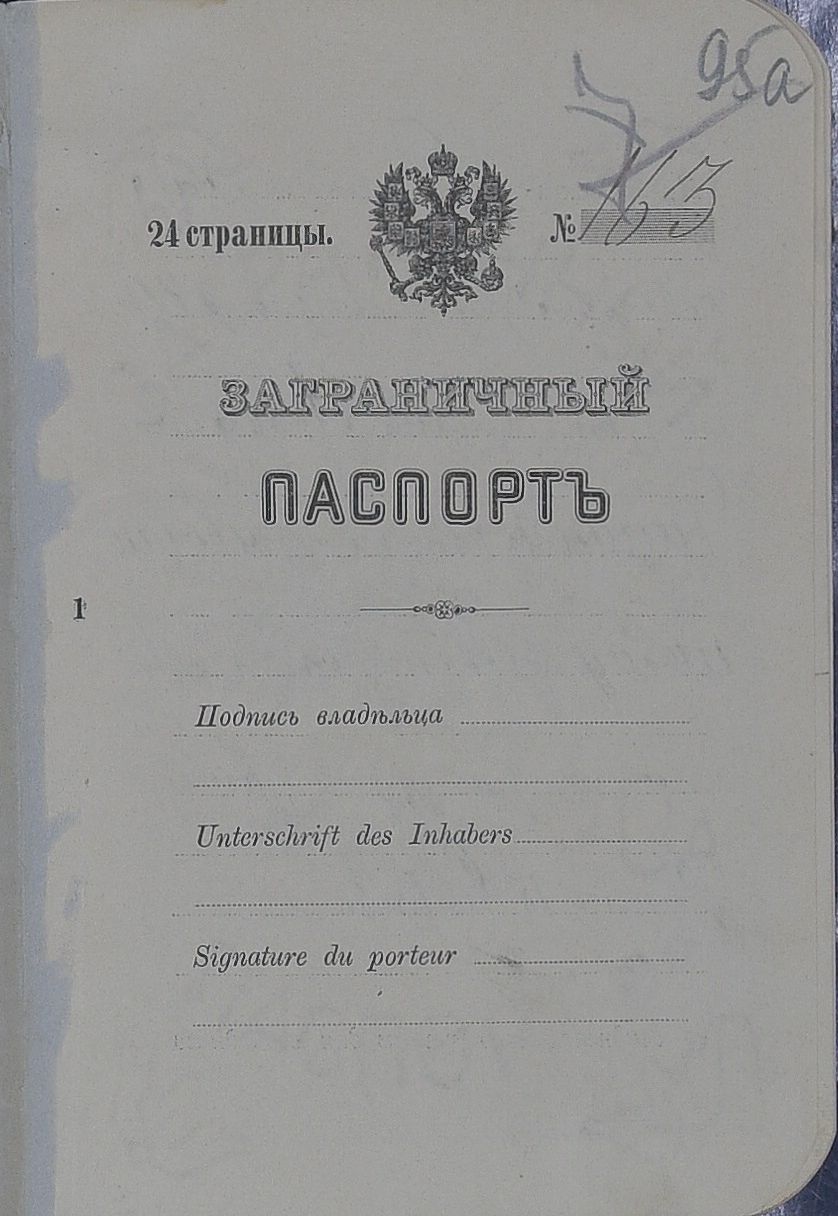 95а
24 страницы. № 163
ЗАГРАНИЧНЫЙ
ПАСПОРТЪ
1
Подпись владѣльца
Unterschrift des Inhabers
Signature du porteur